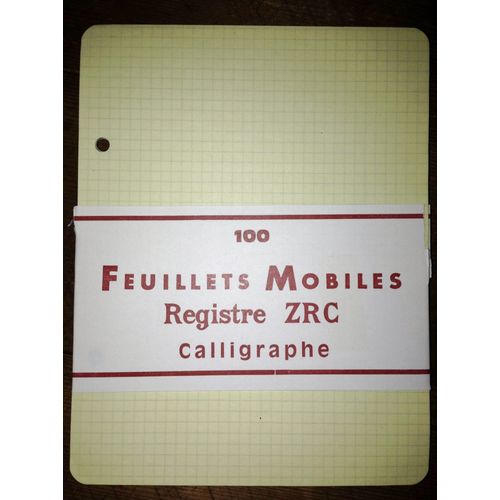 100
FEUILLETS MOBILES
Registre ZRC
Calligraphe